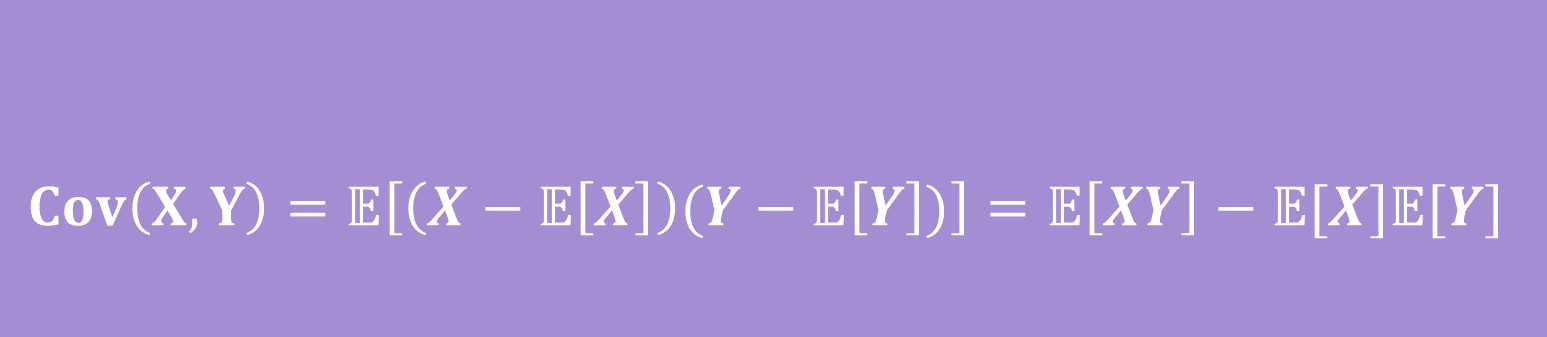 Cov(X, Y) = 𝔼[(X − 𝔼[X])(Y − 𝔼[Y])] = 𝔼[XY] − 𝔼[X]𝔼[Y]